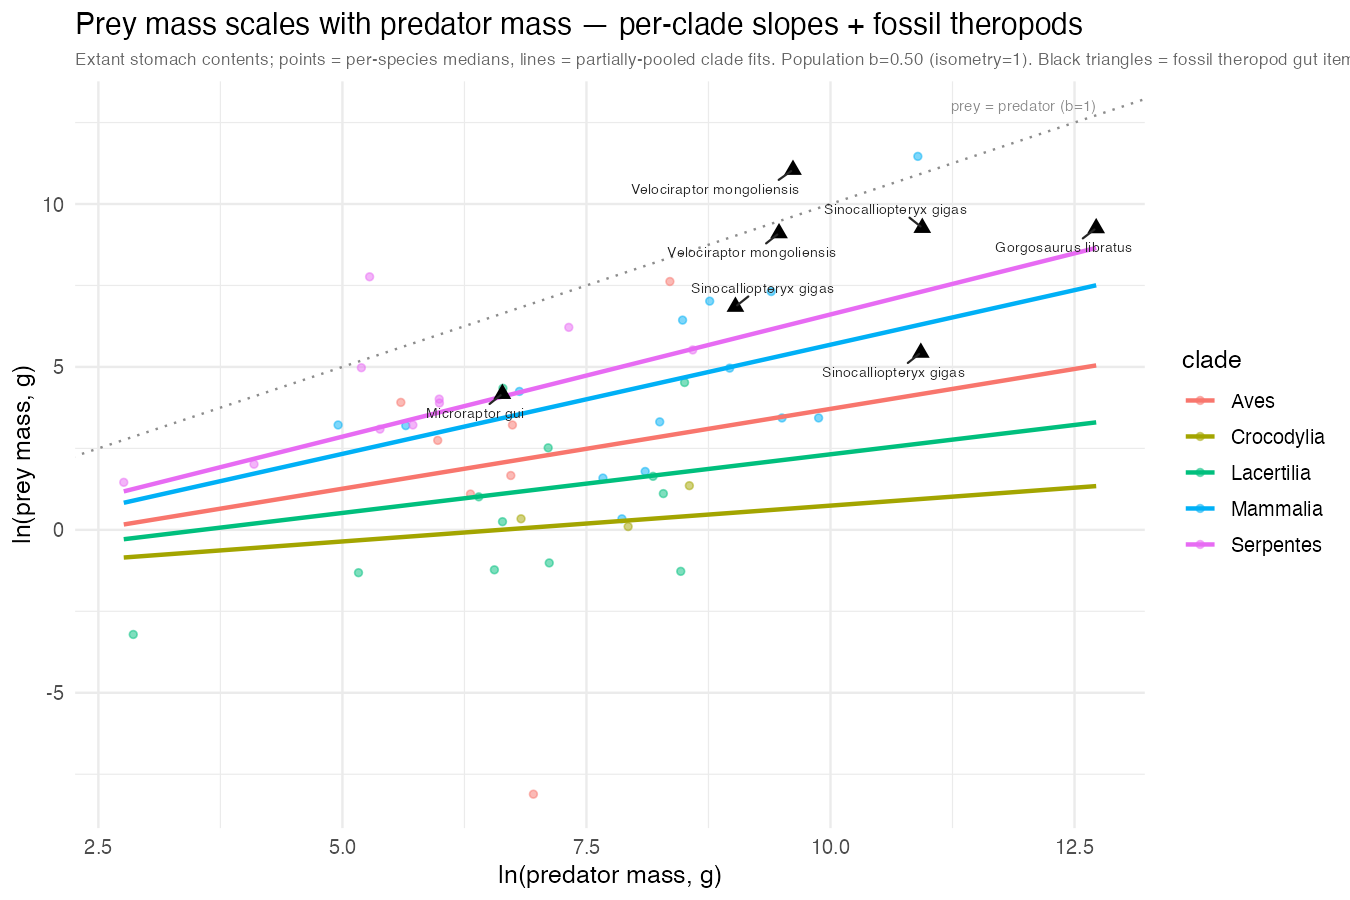 Prey mass scales with predator mass — per-clade slopes + fossil theropods
Extant stomach contents; points = per-species medians, lines = partially-pooled clade fits. Population b=0.50 (isometry=1). Black triangles = fossil theropod gut item
prey = predator (b=1)
Velociraptor mongoliensis
Sinocalliopteryx gigas
Velociraptor mongoliensis
Gorgosaurus libratus
Sinocalliopteryx gigas
Sinocalliopteryx gigas
Microraptor gui
10
5
0
-5
ln(prey mass, g)
2.5
5.0
7.5
10.0
12.5
ln(predator mass, g)
clade
Aves
Crocodylia
Lacertilia
Mammalia
Serpentes